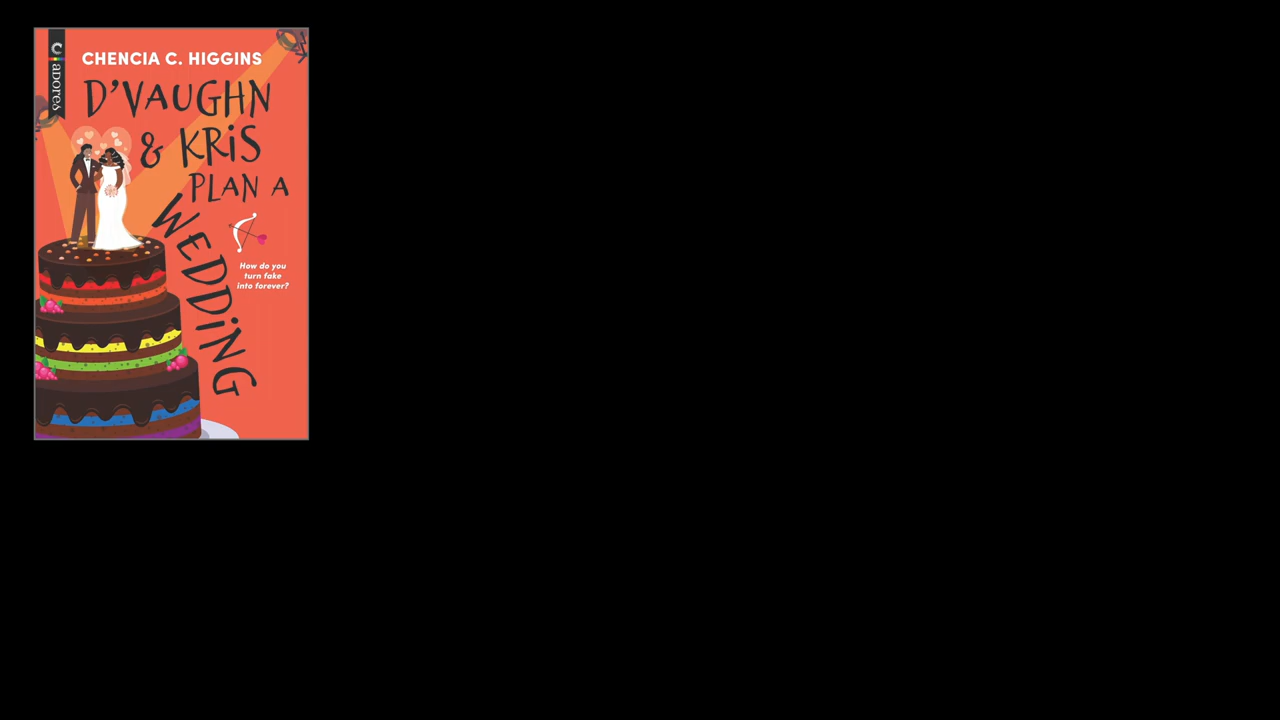 CHENCIA C. HIGGINS
adores
D'VAUGHN
& KRiS
PLAN A
WEDDiNG
How do you
turn fake
into forever?